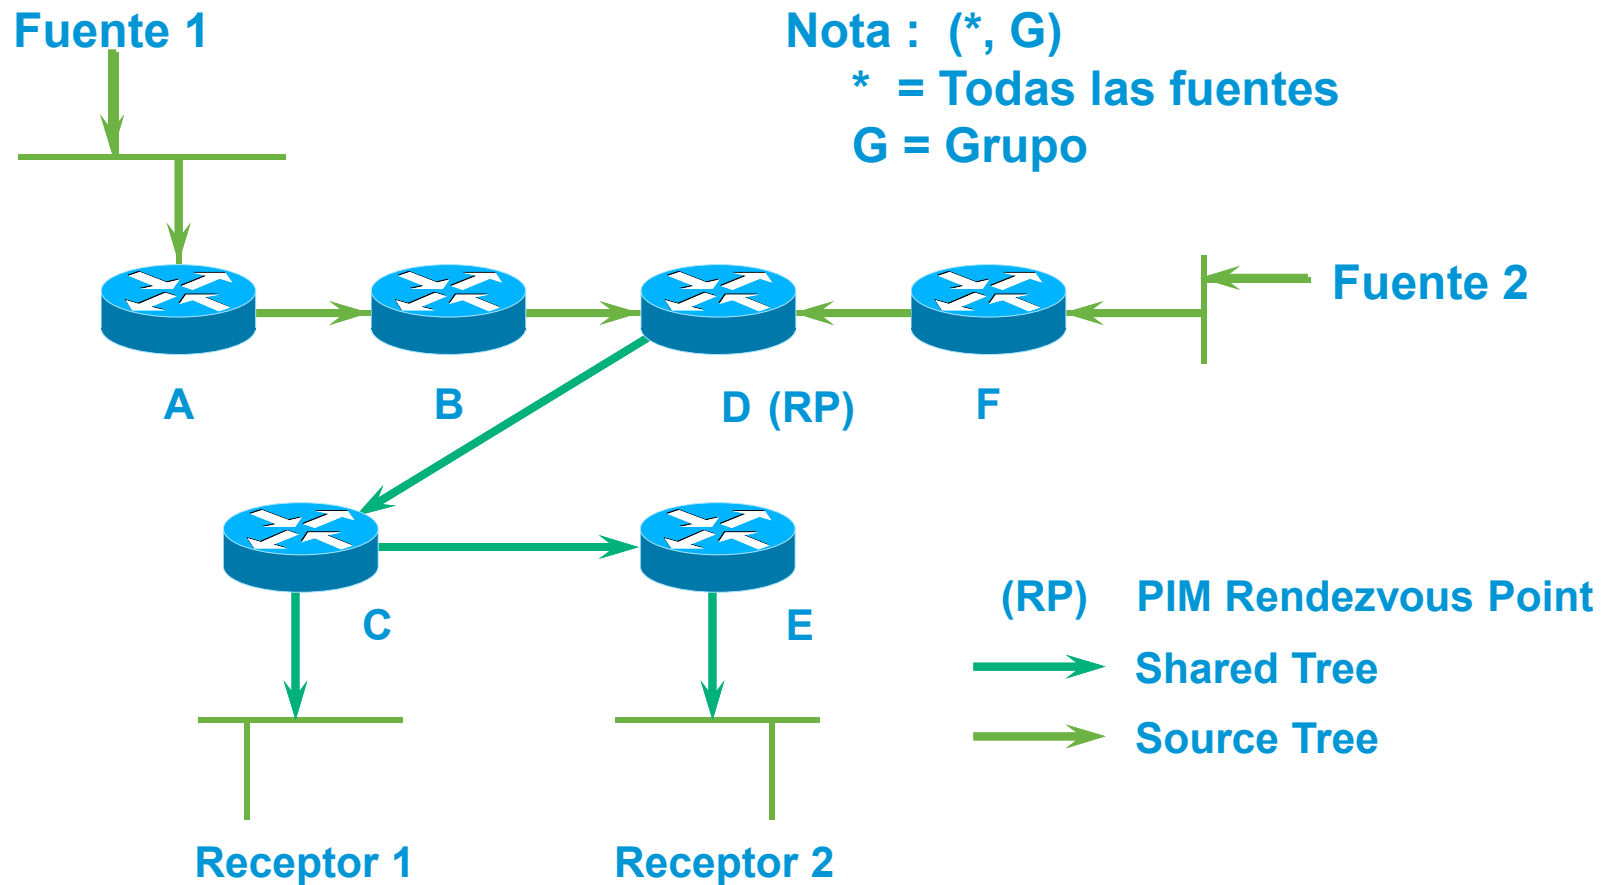 Fuente 1
Nota : (*, G)
* = Todas las fuentes
G = Grupo
Fuente 2
A
B
D (RP)
F
C
E
(RP) PIM Rendezvous Point
Shared Tree
Source Tree
Receptor 1
Receptor 2